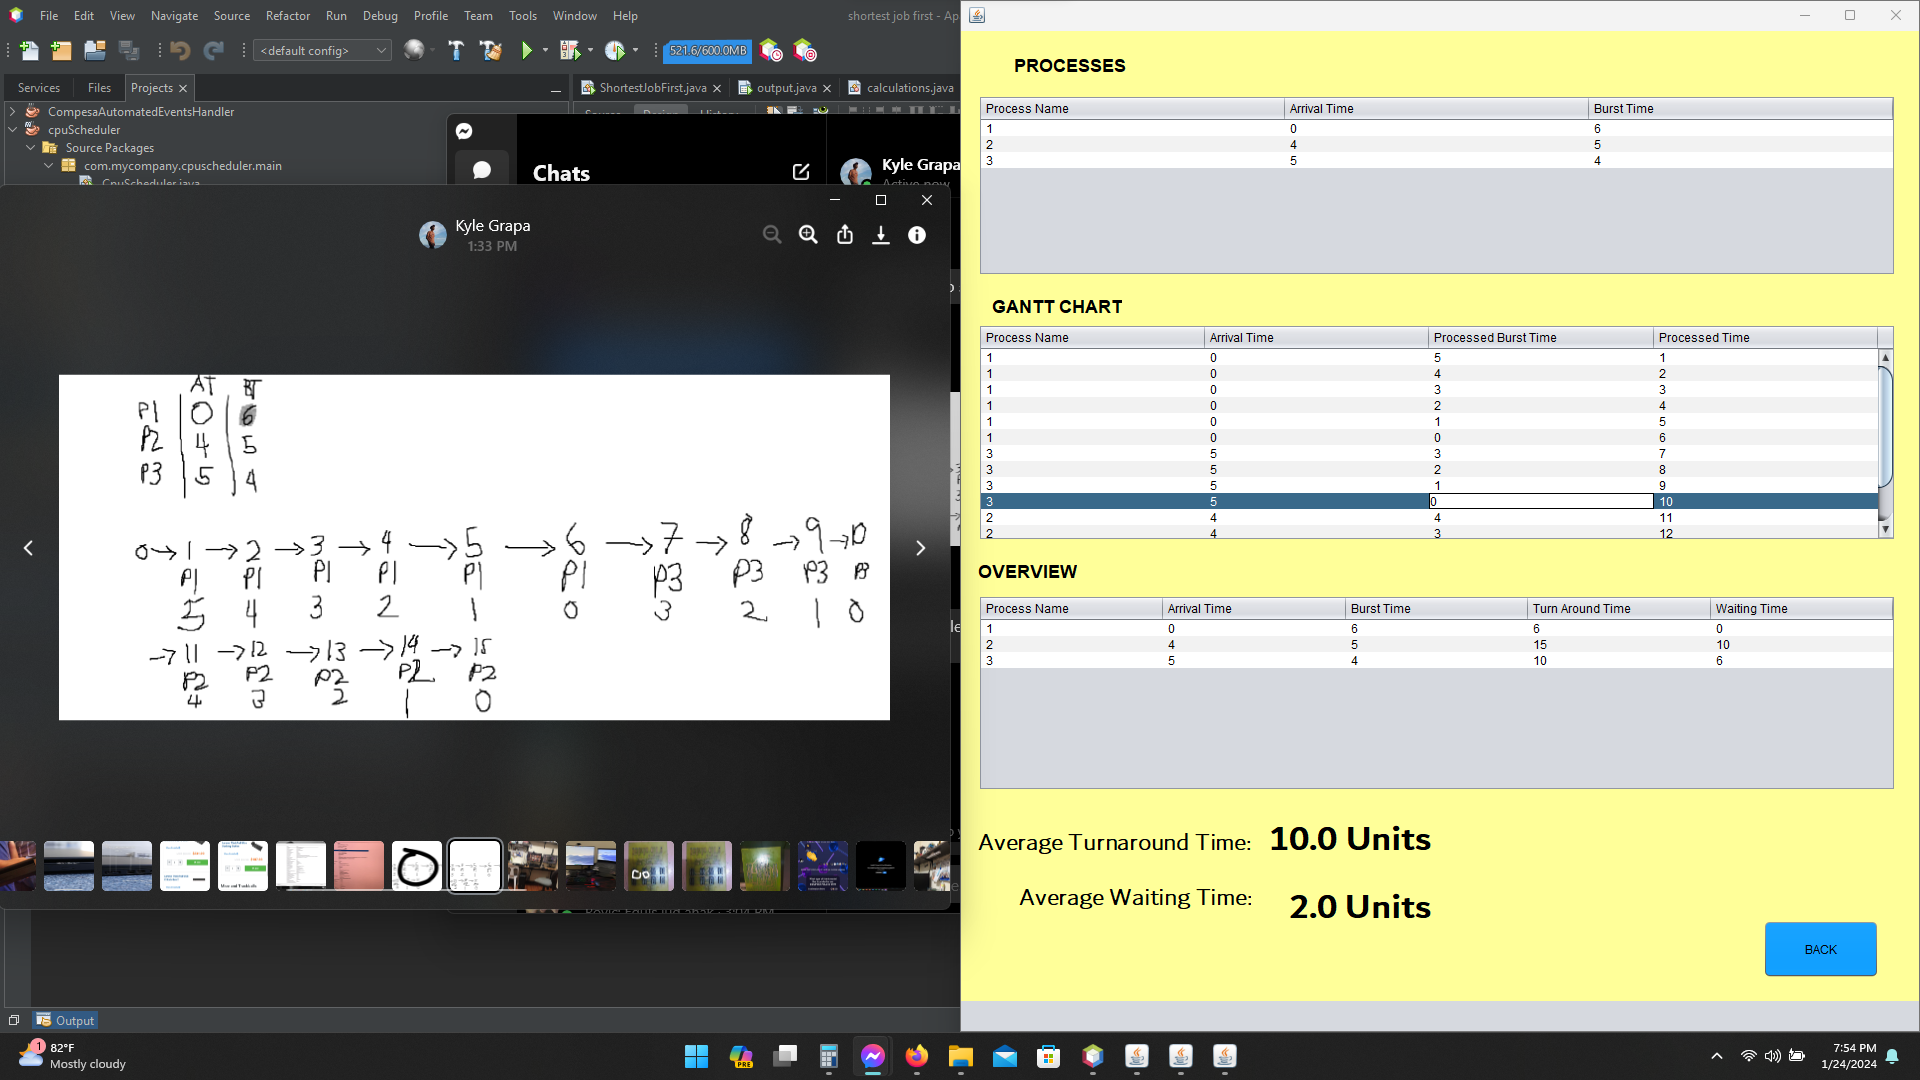 File Edit View Navigate Source Refactor Run Debug Profile Team Tools Window Help
shortest job first - Ap
<default config>
521.6/600.0MB
Services Files Projects
ShortestJobFirst.java output.java calculations.java
CompesaAutomatedEventsHandler
cpuScheduler
Source Packages
com.mycompany.cpuscheduler.main
CpuScheduler.java
Chats
Kyle Grapa
Active now
Kyle Grapa
1:33 PM
AT BT
P1 0 6
P2 4 5
P3 5 4
0→1→2→3→4→5→6→7→8→9→10
P1 P1 P1 P1 P1 P1 P3 P3 P3 P3
5 4 3 2 1 0 3 2 1 0
→11→12→13→14→15
P2 P2 P2 P2 P2
4 3 2 1 0
Output
PROCESSES
Process Name Arrival Time Burst Time
1 0 6
2 4 5
3 5 4
GANTT CHART
Process Name Arrival Time Processed Burst Time Processed Time
1 0 5 1
1 0 4 2
1 0 3 3
1 0 2 4
1 0 1 5
1 0 0 6
3 5 3 7
3 5 2 8
3 5 1 9
3 5 0 10
2 4 4 11
2 4 3 12
OVERVIEW
Process Name Arrival Time Burst Time Turn Around Time Waiting Time
1 0 6 6 0
2 4 5 15 10
3 5 4 10 6
Average Turnaround Time: 10.0 Units
Average Waiting Time: 2.0 Units
BACK
1
82°F
Mostly cloudy
PRE
7:54 PM
1/24/2024